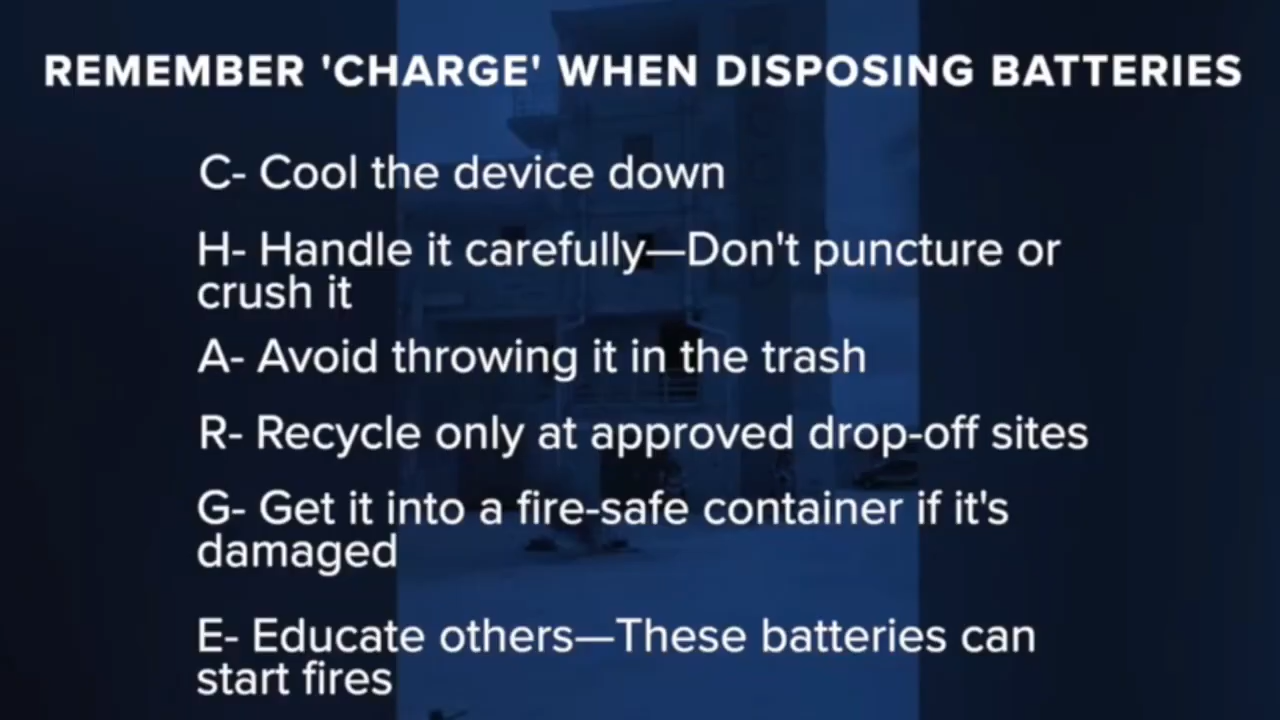 REMEMBER 'CHARGE' WHEN DISPOSING BATTERIES
C- Cool the device down
H- Handle it carefully—Don't puncture or
crush it
A- Avoid throwing it in the trash
R- Recycle only at approved drop-off sites
G- Get it into a fire-safe container if it's
damaged
E- Educate others—These batteries can
start fires